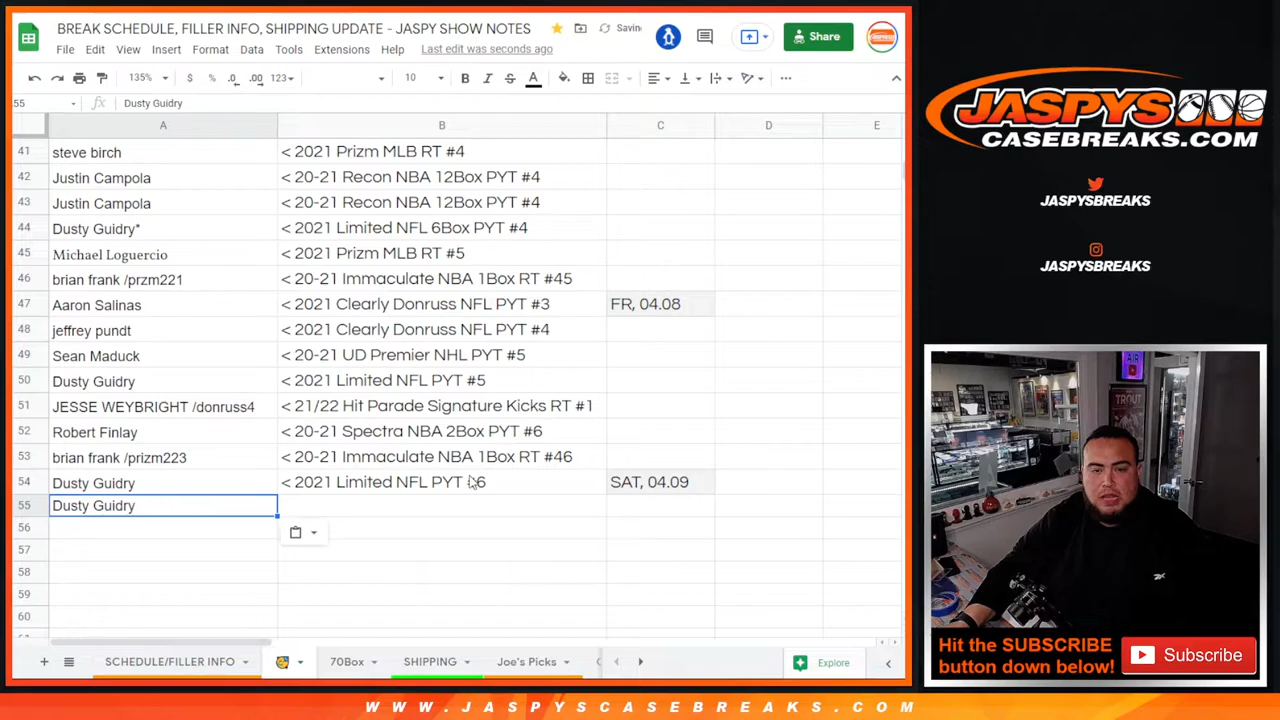 BREAK SCHEDULE, FILLER INFO, SHIPPING UPDATE - JASPY SHOW NOTES
Saving
Share
File Edit View Insert Format Data Tools Extensions Help Last edit was seconds ago
135% $ % .0 .00 123 10 B I S A
55 fx Dusty Guidry
A B C D E
41 steve birch < 2021 Prizm MLB RT #4
42 Justin Campola < 20-21 Recon NBA 12Box PYT #4
43 Justin Campola < 20-21 Recon NBA 12Box PYT #4
44 Dusty Guidry* < 2021 Limited NFL 6Box PYT #4
45 Michael Loguercio < 2021 Prizm MLB RT #5
46 brian frank /przm221 < 20-21 Immaculate NBA 1Box RT #45
47 Aaron Salinas < 2021 Clearly Donruss NFL PYT #3 FR, 04.08
48 jeffrey pundt < 2021 Clearly Donruss NFL PYT #4
49 Sean Maduck < 20-21 UD Premier NHL PYT #5
50 Dusty Guidry < 2021 Limited NFL PYT #5
51 JESSE WEYBRIGHT /donruss4 < 21/22 Hit Parade Signature Kicks RT #1
52 Robert Finlay < 20-21 Spectra NBA 2Box PYT #6
53 brian frank /prizm223 < 20-21 Immaculate NBA 1Box RT #46
54 Dusty Guidry < 2021 Limited NFL PYT #6 SAT, 04.09
55 Dusty Guidry
56
57
58
59
60
SCHEDULE/FILLER INFO 70Box SHIPPING Joe's Picks Explore
JASPYS
CASEBREAKS.COM
JASPYSBREAKS
JASPYSBREAKS
AIR
TROUT
Hit the SUBSCRIBE
button down below!
Subscribe
WWW.JASPYSCASEBREAKS.COM